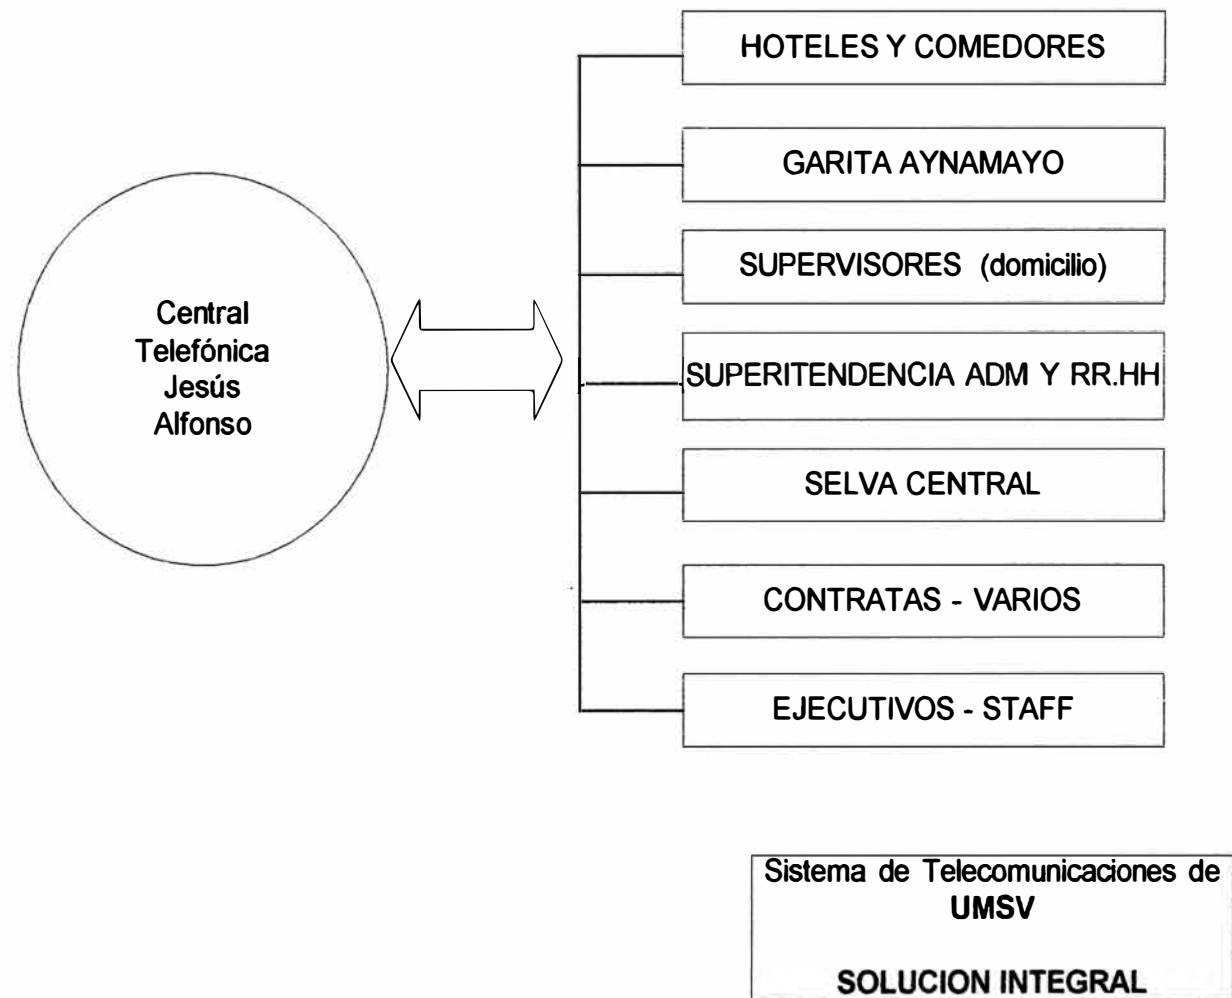 HOTELES Y COMEDORES
GARITA AYNAMAYO
SUPERVISORES (domicilio)
Central
Telefónica
Jesús
Alfonso
SUPERITENDENCIA ADM Y RR.HH
SELVA CENTRAL
CONTRATAS - VARIOS
EJECUTIVOS - STAFF
Sistema de Telecomunicaciones de
UMSV
SOLUCION INTEGRAL